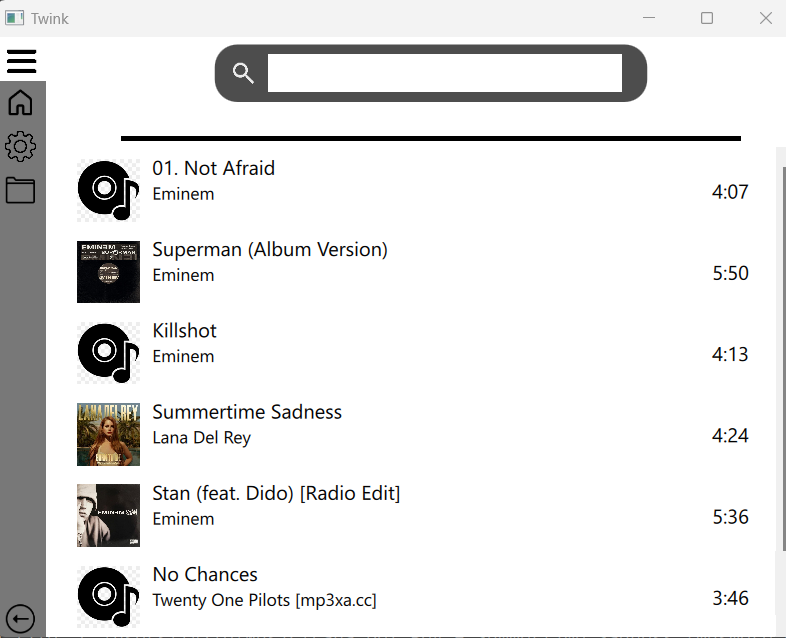 Twink
01. Not Afraid
Eminem
4:07
EMINEM
Superman (Album Version)
Eminem
5:50
Killshot
Eminem
4:13
LANA DEL REY
Summertime Sadness
Lana Del Rey
4:24
EMINEM STAN
Stan (feat. Dido) [Radio Edit]
Eminem
5:36
No Chances
Twenty One Pilots [mp3xa.cc]
3:46